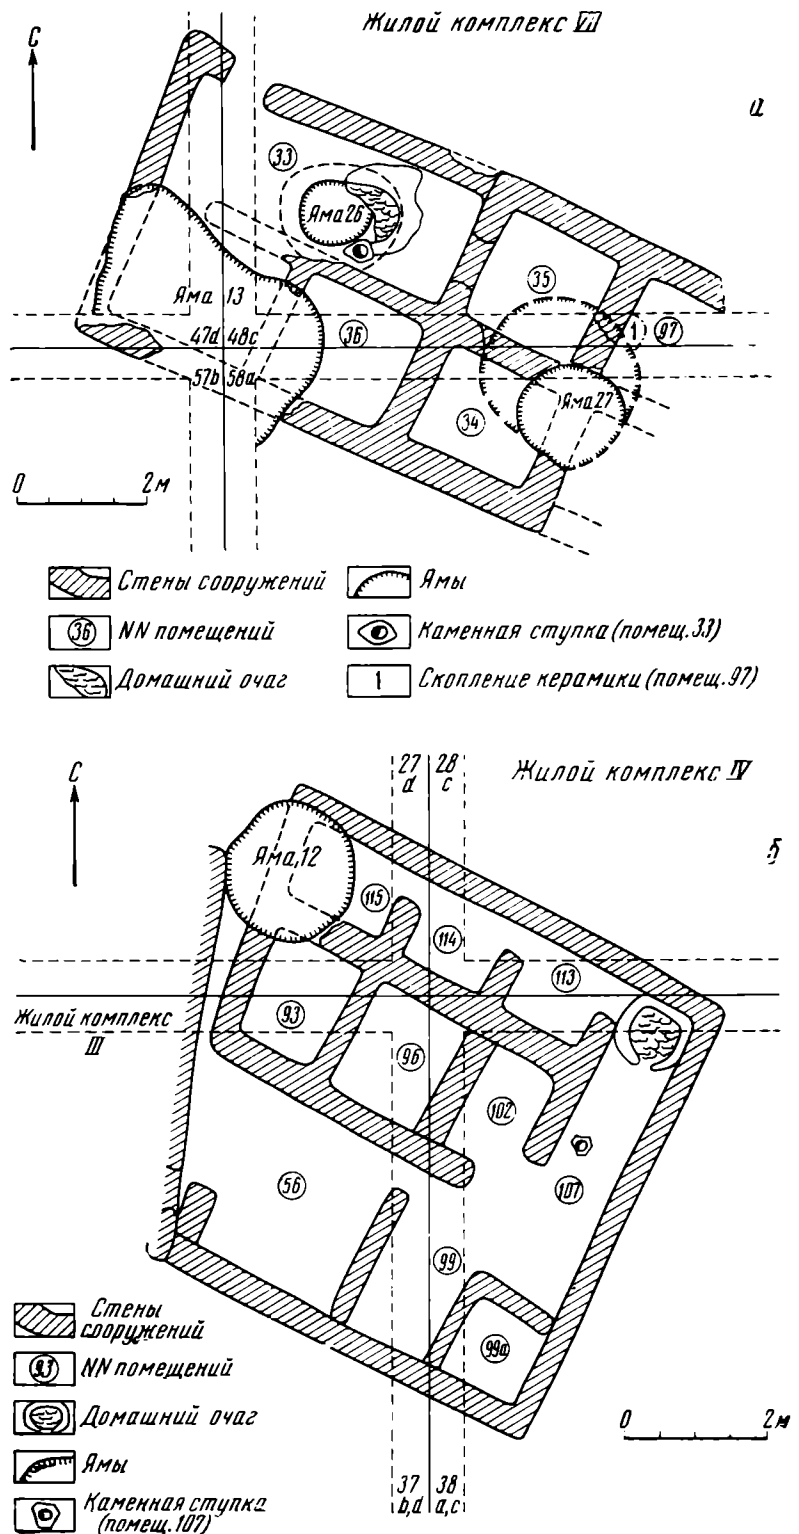 Жилой комплекс VII
С
а
33
Яма 26
35
Яма 13
36
1
97
47d 48c
57b 58a
Яма 27
34
0 2 м
Стены сооружений
Ямы
36 NN помещений
Каменная ступка (помещ. 33)
Домашний очаг
1 Скопление керамики (помещ. 97)
27 28
d c
Жилой комплекс IV
С
б
Яма 12
115
114
113
Жилой комплекс
III
93
96
102
107
56
99
99а
Стены
сооружений
93 NN помещений
Домашний очаг
0 2 м
Ямы
37 38
b,d a,c
Каменная ступка
(помещ. 107)